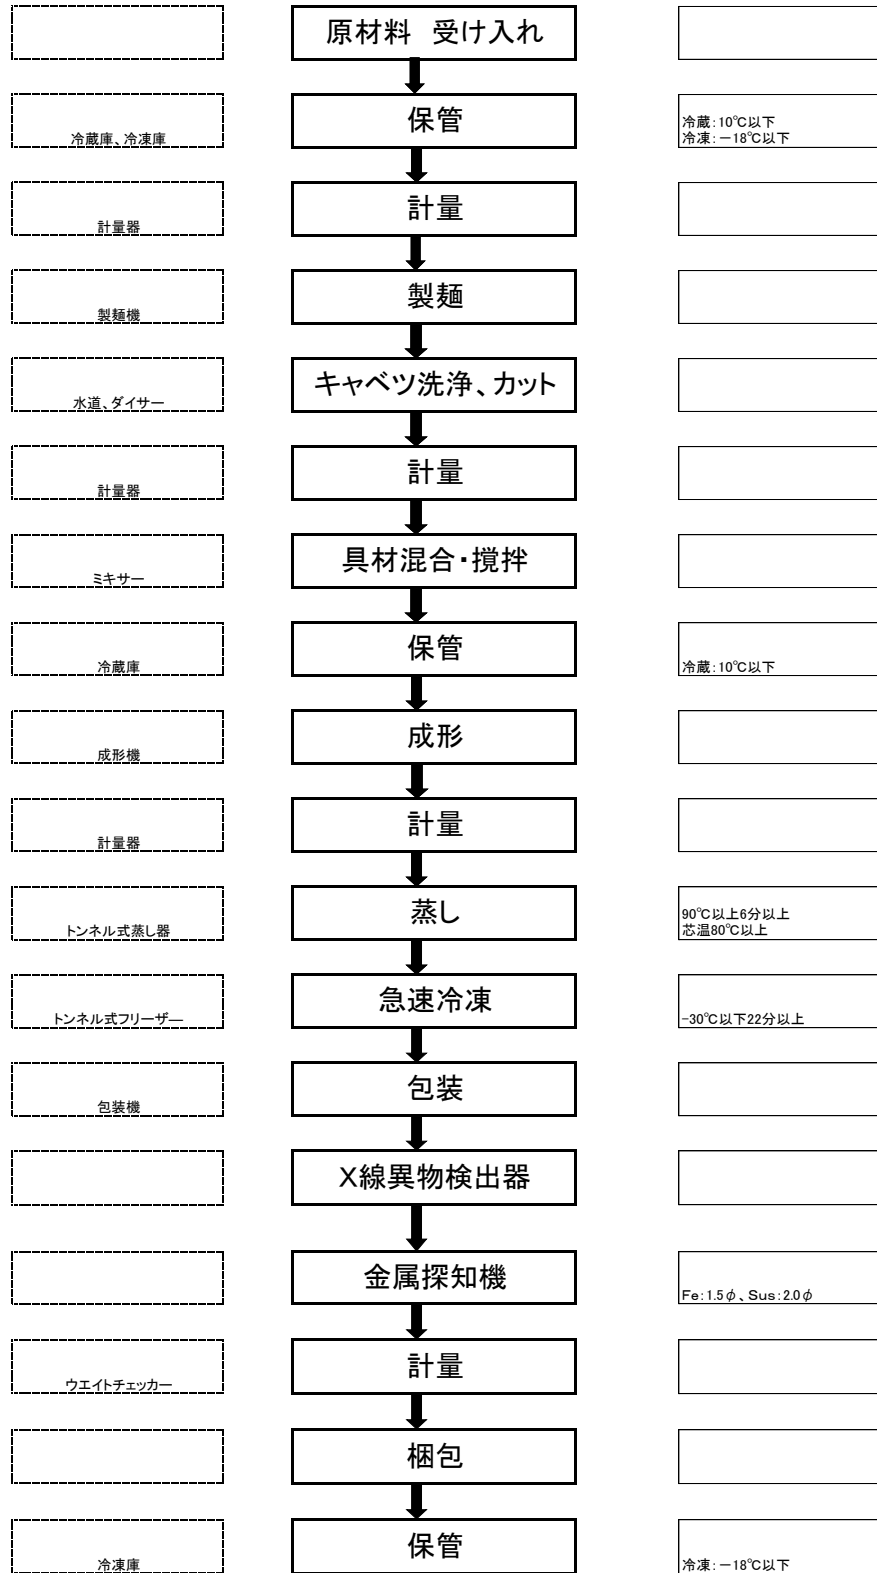 原材料　受け入れ
冷蔵庫、冷凍庫
保管
冷蔵：10℃以下
冷凍：－18℃以下
計量器
計量
製麺機
製麺
水道、ダイサー
キャベツ洗浄、カット
計量器
計量
ミキサー
具材混合・撹拌
冷蔵庫
保管
冷蔵：10℃以下
成形機
成形
計量器
計量
トンネル式蒸し器
蒸し
90℃以上6分以上
芯温80℃以上
トンネル式フリーザ―
急速冷凍
-30℃以下22分以上
包装機
包装
X線異物検出器
金属探知機
Fe：1.5φ、Sus：2.0φ
ウエイトチェッカー
計量
梱包
冷凍庫
保管
冷凍：－18℃以下